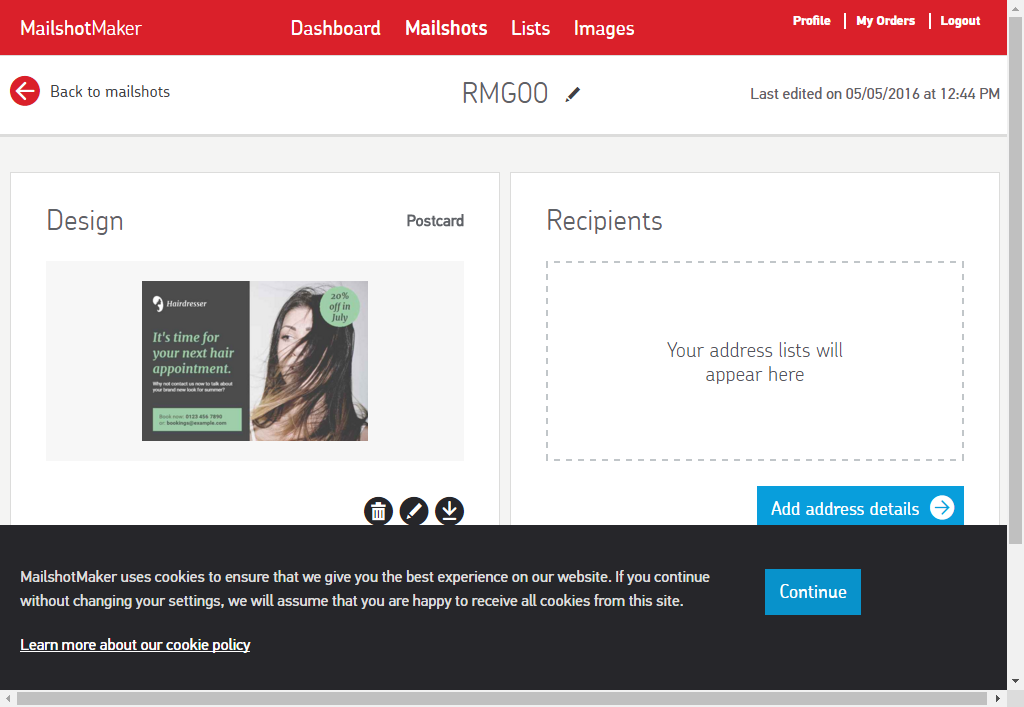 MailshotMaker
Dashboard
Mailshots
Lists
Images
Profile
My Orders
Logout
Back to mailshots
RMG00
Last edited on 05/05/2016 at 12:44 PM
Design
Postcard
Hairdresser
20%
off in
July
It's time for
your next hair
appointment.
Why not contact us now to talk about
your brand new look for summer?
Book now: 0123 456 7890
or: bookings@example.com
Recipients
Your address lists will
appear here
Add address details
MailshotMaker uses cookies to ensure that we give you the best experience on our website. If you continue
without changing your settings, we will assume that you are happy to receive all cookies from this site.
Continue
Learn more about our cookie policy